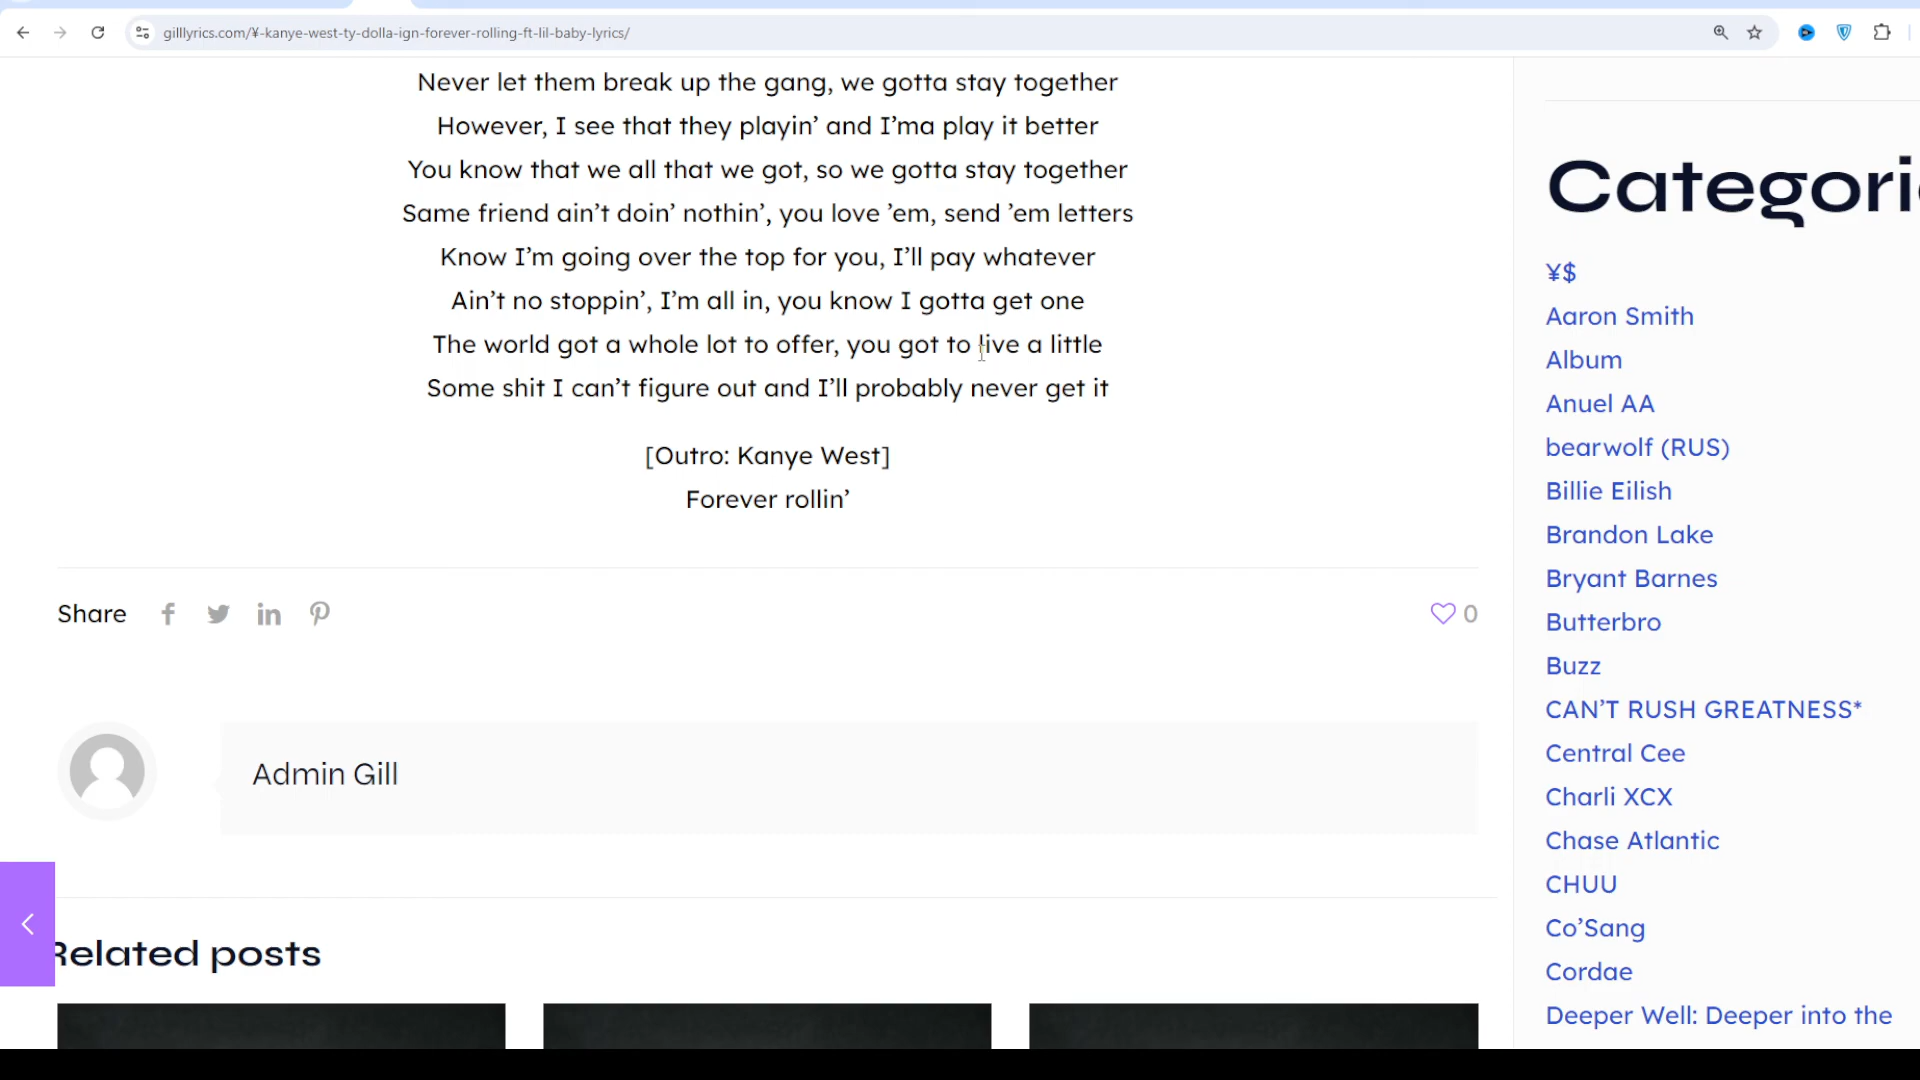 gilllyrics.com/¥-kanye-west-ty-dolla-ign-forever-rolling-ft-lil-baby-lyrics/
Never let them break up the gang, we gotta stay together
However, I see that they playin’ and I’ma play it better
You know that we all that we got, so we gotta stay together
Same friend ain’t doin’ nothin’, you love ’em, send ’em letters
Know I’m going over the top for you, I’ll pay whatever
Ain’t no stoppin’, I’m all in, you know I gotta get one
The world got a whole lot to offer, you got to live a little
Some shit I can’t figure out and I’ll probably never get it
[Outro: Kanye West]
Forever rollin’
Share
0
Admin Gill
Related posts
Categori
¥$
Aaron Smith
Album
Anuel AA
bearwolf (RUS)
Billie Eilish
Brandon Lake
Bryant Barnes
Butterbro
Buzz
CAN’T RUSH GREATNESS*
Central Cee
Charli XCX
Chase Atlantic
CHUU
Co’Sang
Cordae
Deeper Well: Deeper into the